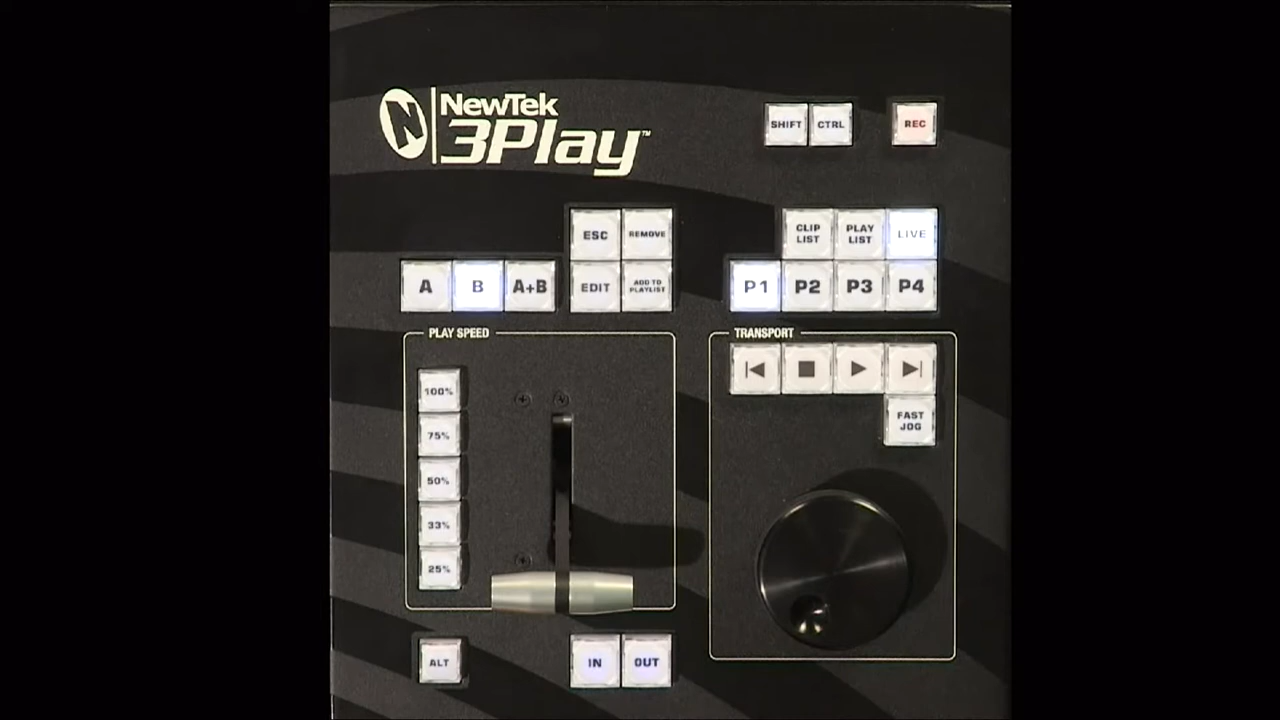 NewTek
3Play™
SHIFT CTRL REC
ESC REMOVE
CLIP LIST PLAY LIST LIVE
A B A+B
EDIT ADD TO PLAYLIST
P1 P2 P3 P4
PLAY SPEED
TRANSPORT
100%
75%
50%
33%
25%
FAST JOG
ALT IN OUT